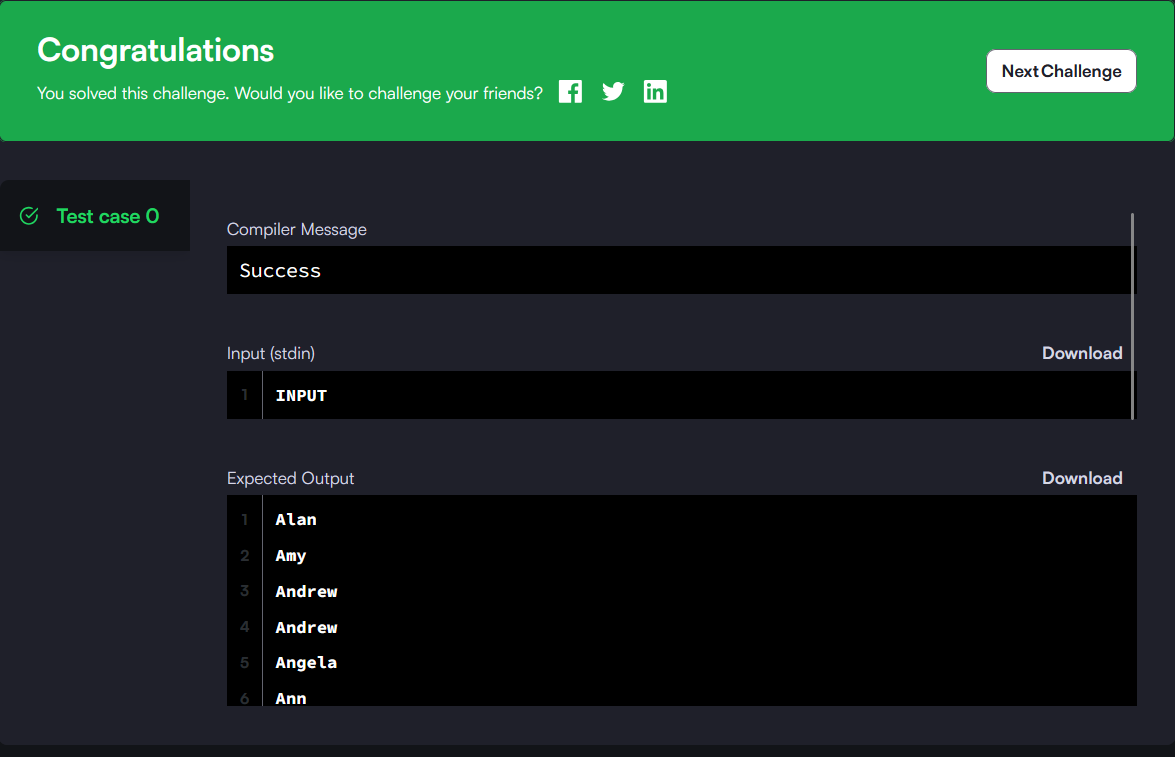 Congratulations
You solved this challenge. Would you like to challenge your friends?
Next Challenge
Test case 0
Compiler Message
Success
Input (stdin)
Download
1 INPUT
Expected Output
Download
1 Alan
2 Amy
3 Andrew
4 Andrew
5 Angela
6 Ann